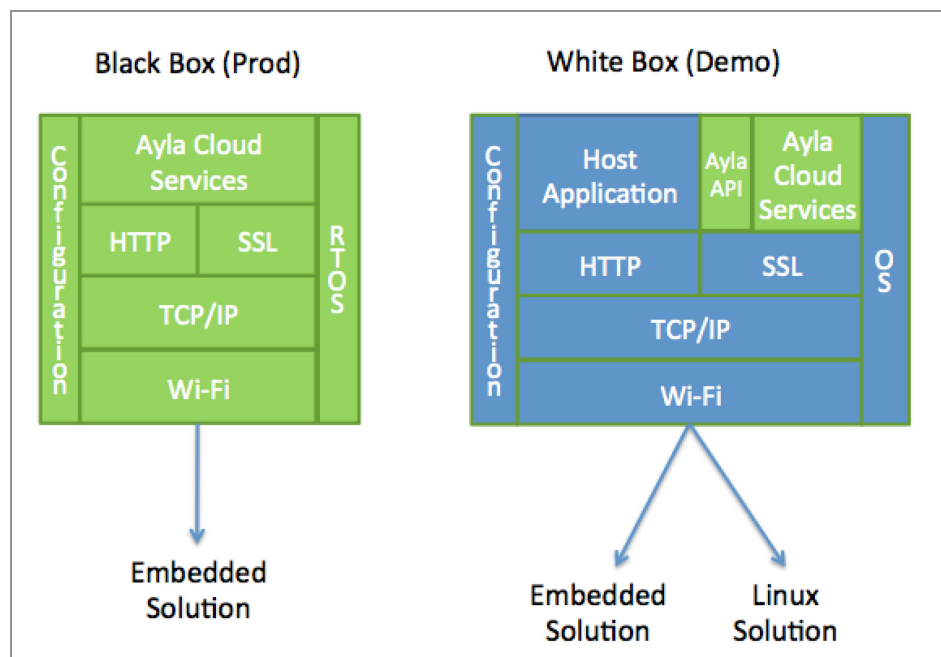 Black Box (Prod)
Configuration
Ayla Cloud
Services
HTTP
SSL
TCP/IP
Wi-Fi
RTOS
Embedded
Solution
White Box (Demo)
Configuration
Host
Application
Ayla
API
Ayla
Cloud
Services
HTTP
SSL
TCP/IP
Wi-Fi
OS
Embedded
Solution
Linux
Solution